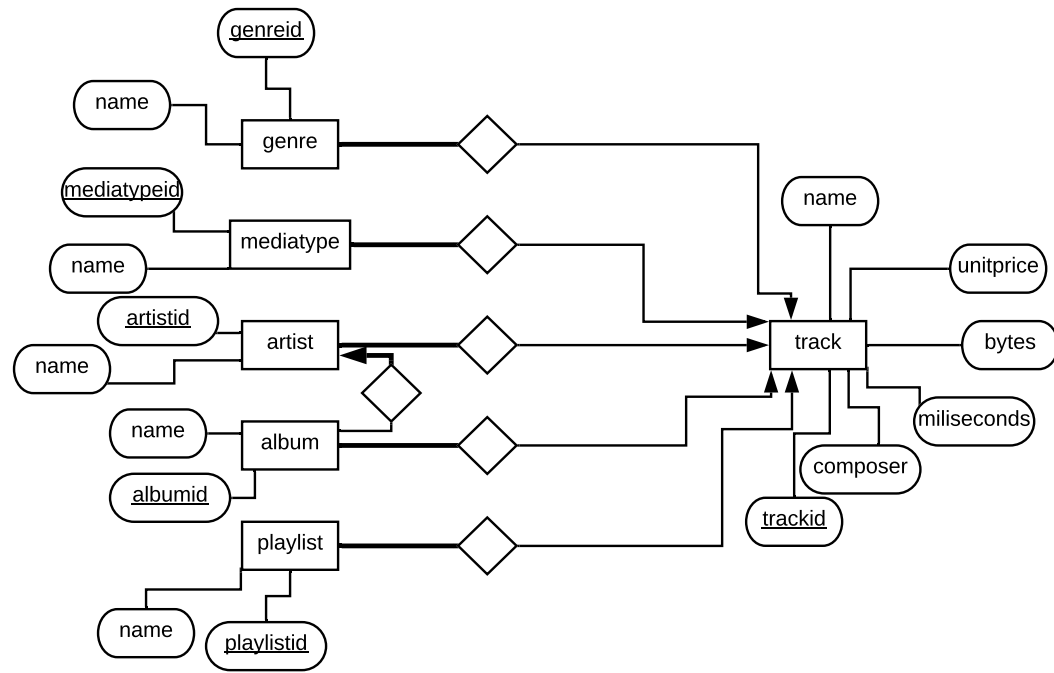 genreid
name
genre
mediatypeid
name
mediatype
name
unitprice
artistid
artist
track
bytes
name
name
album
miliseconds
composer
albumid
trackid
playlist
name
playlistid